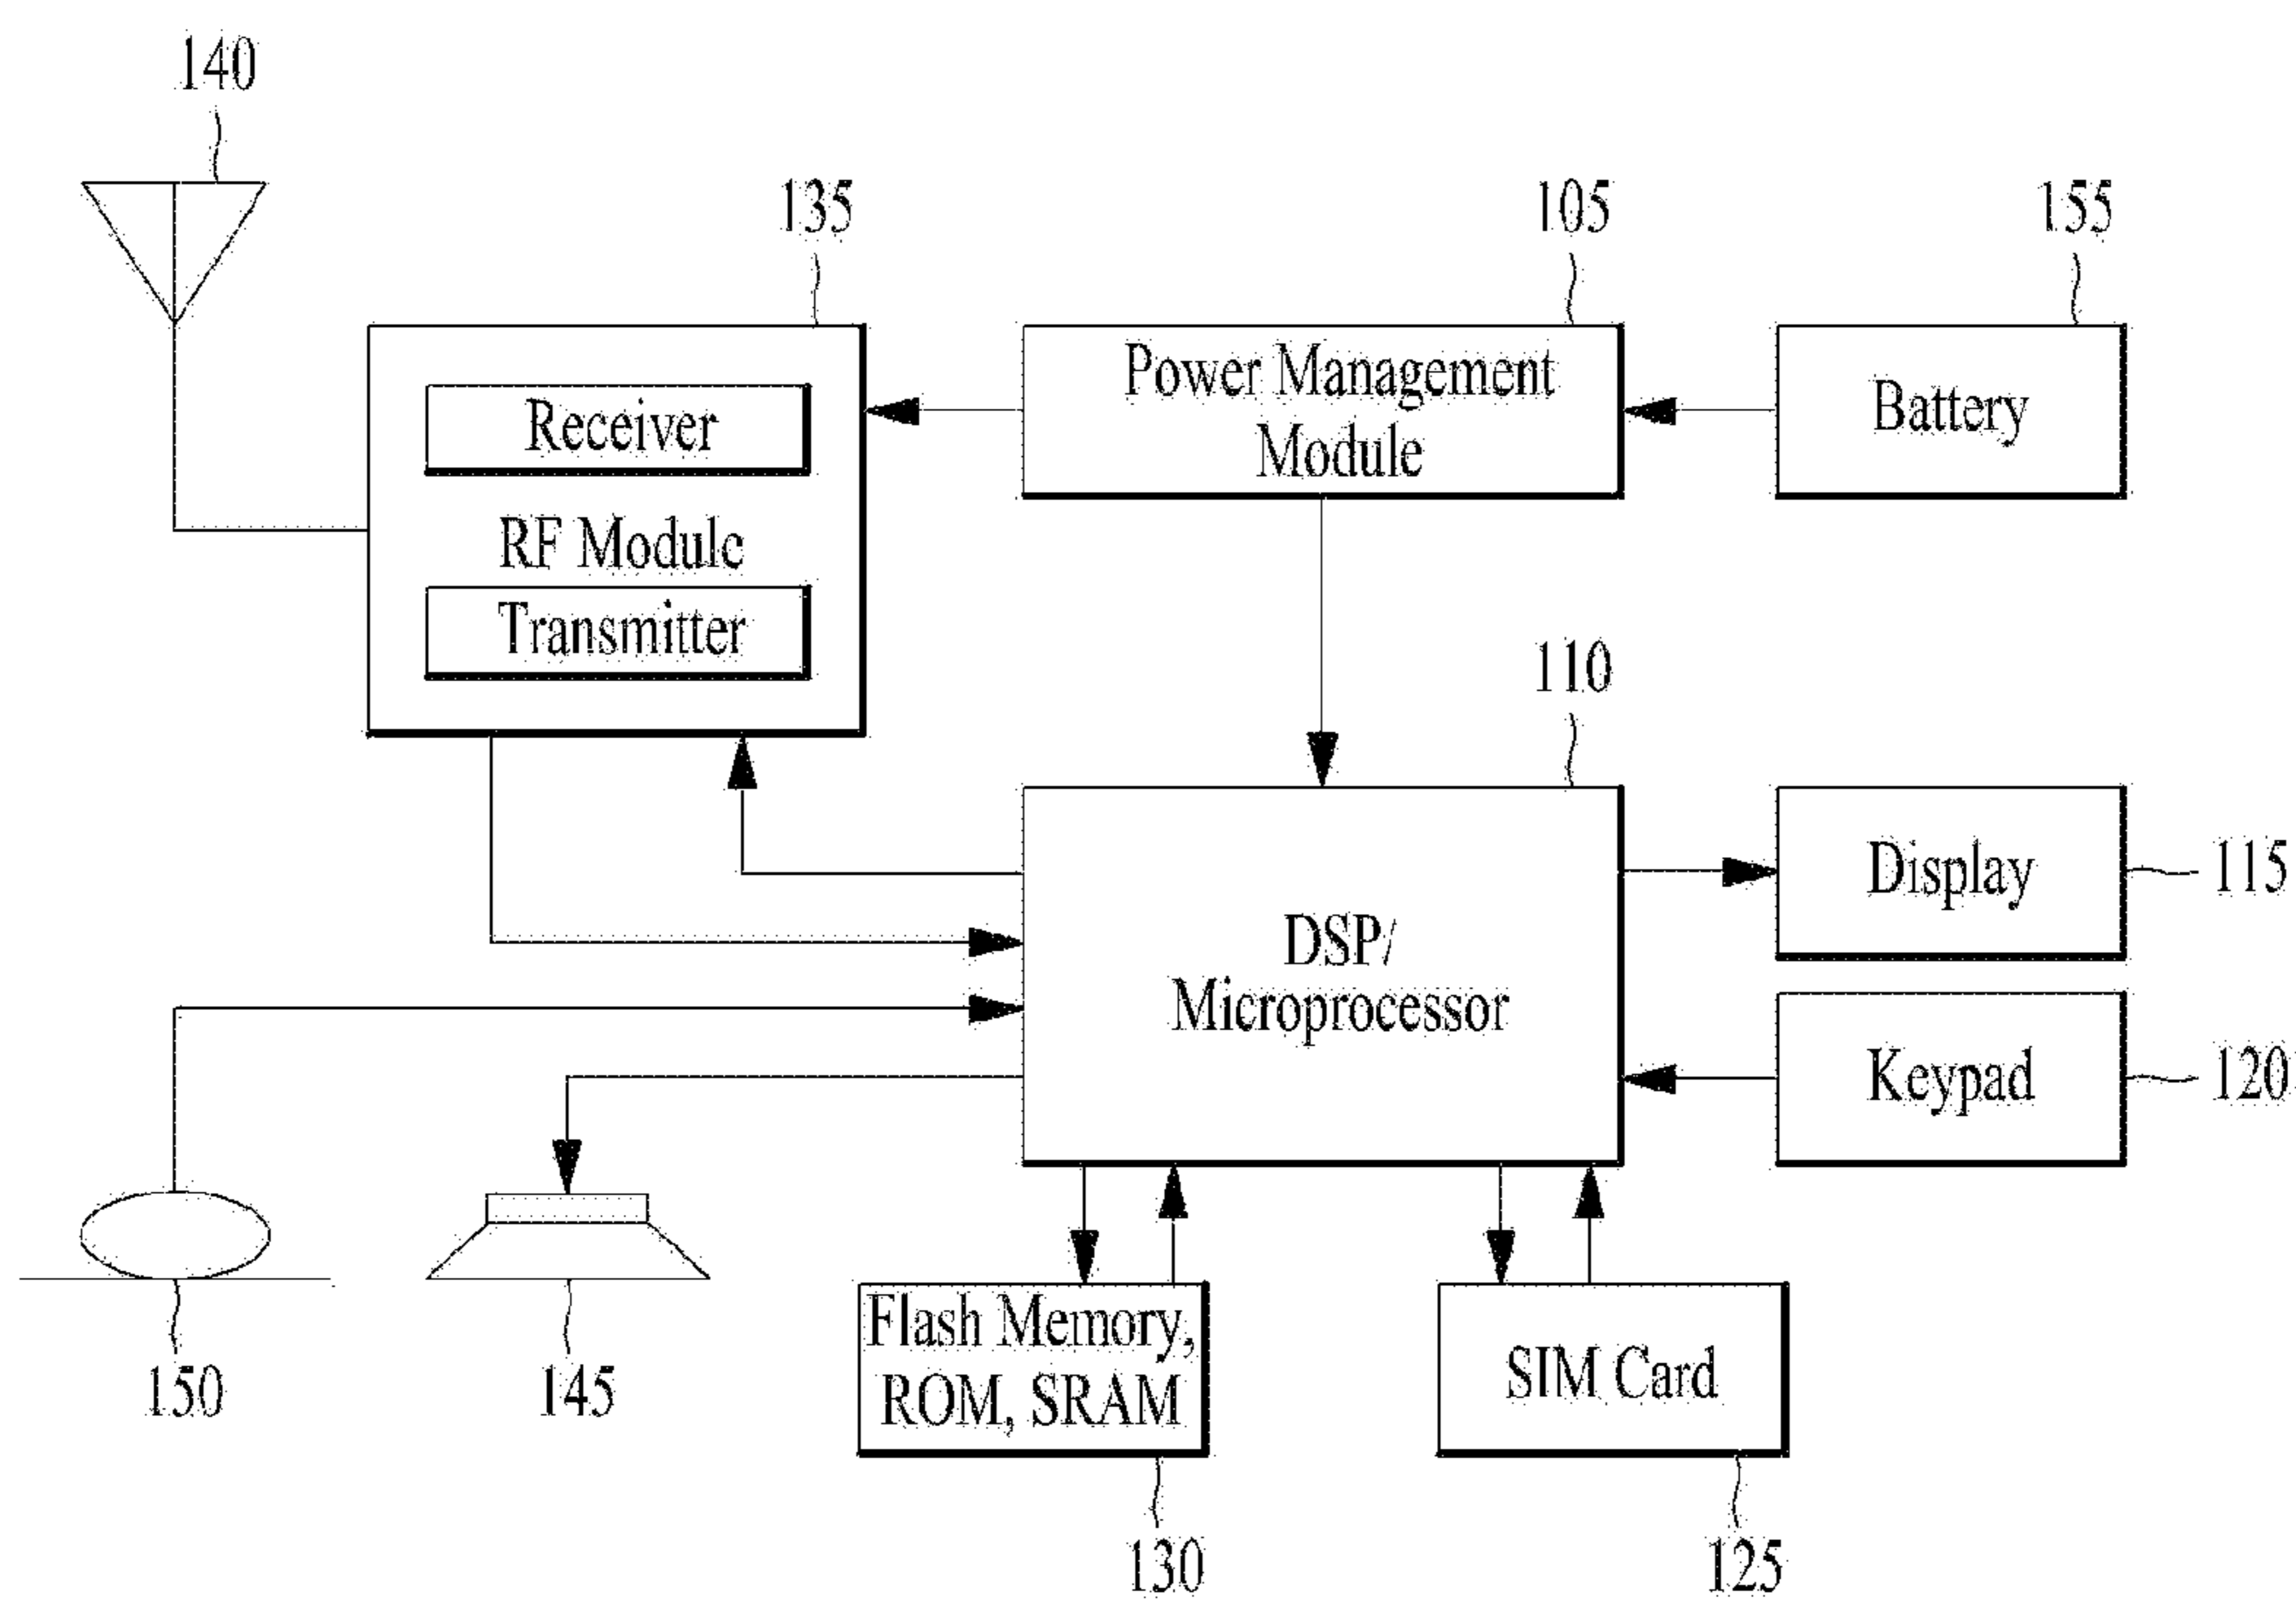 140
135
105
155
Receiver
RF Module
Transmitter
Power Management
Module
Battery
110
DSP/
Microprocessor
Display
115
Keypad
120
150
145
Flash Memory,
ROM, SRAM
SIM Card
130
125